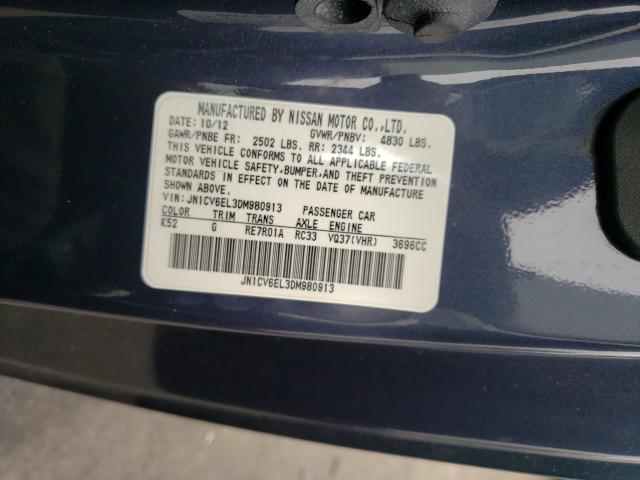 MANUFACTURED BY NISSAN MOTOR CO.,LTD.
DATE: 10/12 GVWR/PNBV: 4830 LBS.
GAWR/PNBE FR: 2502 LBS. RR: 2344 LBS.
THIS VEHICLE CONFORMS TO ALL APPLICABLE FEDERAL
MOTOR VEHICLE SAFETY,BUMPER,AND THEFT PREVENTION
STANDARDS IN EFFECT ON THE DATE OF MANUFACTURE
SHOWN ABOVE.
VIN: JN1CV6EL3DM980913 PASSENGER CAR
COLOR TRIM TRANS AXLE ENGINE
K52 G RE7R01A RC33 VQ37(VHR) 3696CC
JN1CV6EL3DM980913